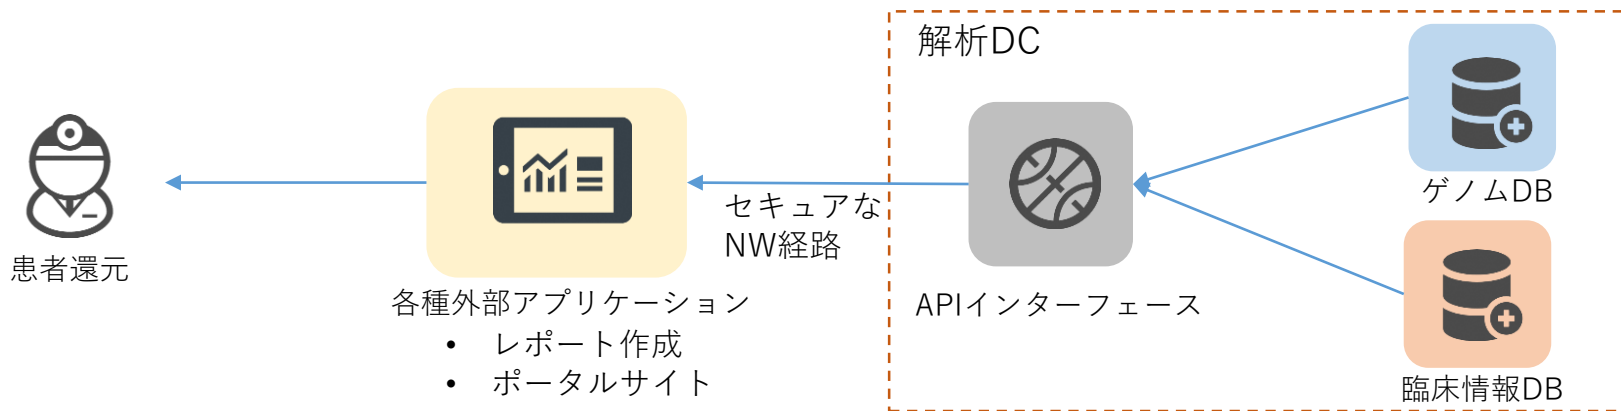 解析DC
ゲノムDB
セキュアな
NW経路
患者還元
各種外部アプリケーション
APIインターフェース
• レポート作成
• ポータルサイト
臨床情報DB